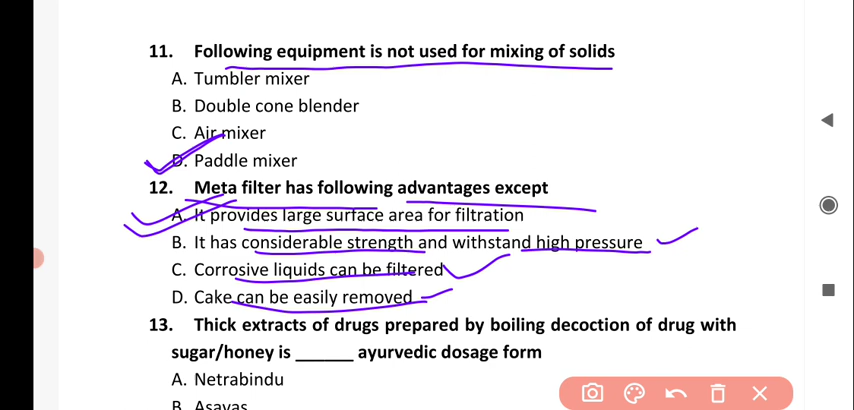 11. Following equipment is not used for mixing of solids
A. Tumbler mixer
B. Double cone blender
C. Air mixer
D. Paddle mixer
12. Meta filter has following advantages except
A. It provides large surface area for filtration
B. It has considerable strength and withstand high pressure
C. Corrosive liquids can be filtered
D. Cake can be easily removed
13. Thick extracts of drugs prepared by boiling decoction of drug with
sugar/honey is ______ ayurvedic dosage form
A. Netrabindu
B. Asavas